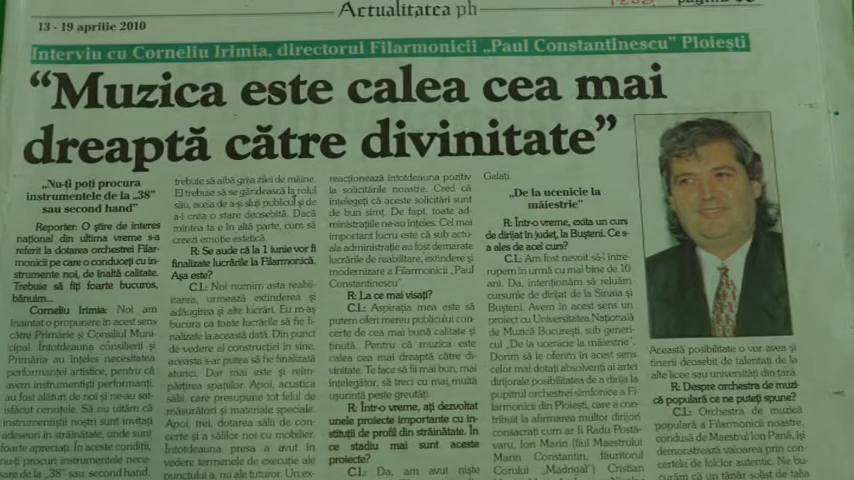 Actualitatea ph
13 - 19 aprilie 2010
Interviu cu Corneliu Irimia, directorul Filarmonicii „Paul Constantinescu” Ploiești
“Muzica este calea cea mai
dreaptă către divinitate”
„Nu-ți poți procura
instrumentele de la „38”
sau second hand”
Reporter: O știre de interes
național din ultima vreme s-a
referit la dotarea orchestrei Filar-
monicii pe care o conduceți cu in-
strumente noi, de înaltă calitate.
Trebuie să fiți foarte bucuros,
bănuim...
Corneliu Irimia: Noi am
înaintat o propunere în acest sens
către Primărie și Consiliul Muni-
cipal. Întotdeauna consilierii și
Primăria au înțeles necesitatea
performanței artistice, pentru că
avem instrumentiști performanți,
au fost alături de noi și ne-au sat-
isfăcut cerințele. Să nu uităm că
instrumentiștii noștri sunt invitați
adeseori în străinătate, unde sunt
foarte apreciați. În aceste condiții,
nu-ți procuri instrumentele nece-
sare de la „38” sau second hand.
trebuie să aibă grija zilei de mâine.
El trebuie să se gândească la rolul
său, acela de a-și sluji publicul și de
a-i crea o stare deosebită. Dacă
mintea ta e în altă parte, cum să
creezi emoție estetică.
R: Se aude că la 1 iunie vor fi
finalizate lucrările la Filarmonică.
Așa este?
C.I.: Noi numim asta reabili-
tarea, urmează extinderea și
adăugirea și alte lucrări. Eu m-aș
bucura ca toate lucrările să fie fi-
nalizate la această dată. Din punct
de vedere al construcției în sine,
aceasta s-ar putea să fie finalizată
atunci. Dar mai este și reîm-
părțirea spațiilor. Apoi, acustica
sălii, care presupune tot felul de
măsurători și materiale speciale.
Apoi, trei, dotarea sălii de con-
certe și a sălilor noi cu mobilier.
Întotdeauna presa a avut în
vedere termenele de execuție ale
punctului a, nu ale tuturor. Un ex-
reacționează întotdeauna pozitiv
la solicitările noastre. Cred că
înțelegeți că aceste solicitări sunt
de bun simț. De fapt, toate ad-
ministrațiile ne-au înțeles. Cel mai
important lucru este că sub actu-
ala administrație au fost demarate
lucrările de reabilitare, extindere și
modernizare a Filarmonicii „Paul
Constantinescu”.
R: La ce mai visați?
C.I.: Aspirația mea este să
putem oferi mereu publicului con-
certe de cea mai bună calitate și
ținută. Pentru că muzica este
calea cea mai dreaptă către di-
vinitate. Te face să fii mai bun, mai
înțelegător, să treci cu mai multă
ușurință peste greutăți.
R: Într-o vreme, ați dezvoltat
unele proiecte importante cu in-
stituții de profil din străinătate. În
ce stadiu mai sunt aceste
proiecte?
C.I.: Da, am avut niște
Galați.
„De la ucenicie la
măiestrie”
R: Într-o vreme, exita un curs
de dirijat în județ, la Bușteni. Ce s-
a ales de acel curs?
C.I.: Am fost nevoit să-l între-
rupem în urmă cu mai bine de 10
ani. Da, intenționăm să reluăm
cursurile de dirijat de la Sinaia și
Bușteni. Avem în acest sens un
proiect cu Universitatea Națională
de Muzică București, sub gener-
icul „De la ucenicie la măiestrie”.
Dorim să le oferim în acest sens
celor mai dotați absolvenți ai artei
dirijorale posibilitatea de a dirija la
pupitrul orchestrei simfonice a Fi-
larmonicii din Ploiești, care a con-
tribuit la afirmarea multor dirijori
consacrați cum ar fi Radu Postă-
varu, Ion Marin (fiul Maestrului
Marin Constantin, făuritorul
Corului „Madrigal”) Cristian
Această posibilitate o vor avea și
tinerii deosebit de talentați de la
alte licee sau universități din țară.
R: Despre orchestra de muzi-
că populară ce ne puteți spune?
C.I.: Orchestra de muzică
populară a Filarmonicii noastre,
condusă de Maestrul Ion Pană, își
demonstrează valoarea prin con-
certele de folclor autentic. Ne bu-
curăm că un tânăr solist de talia